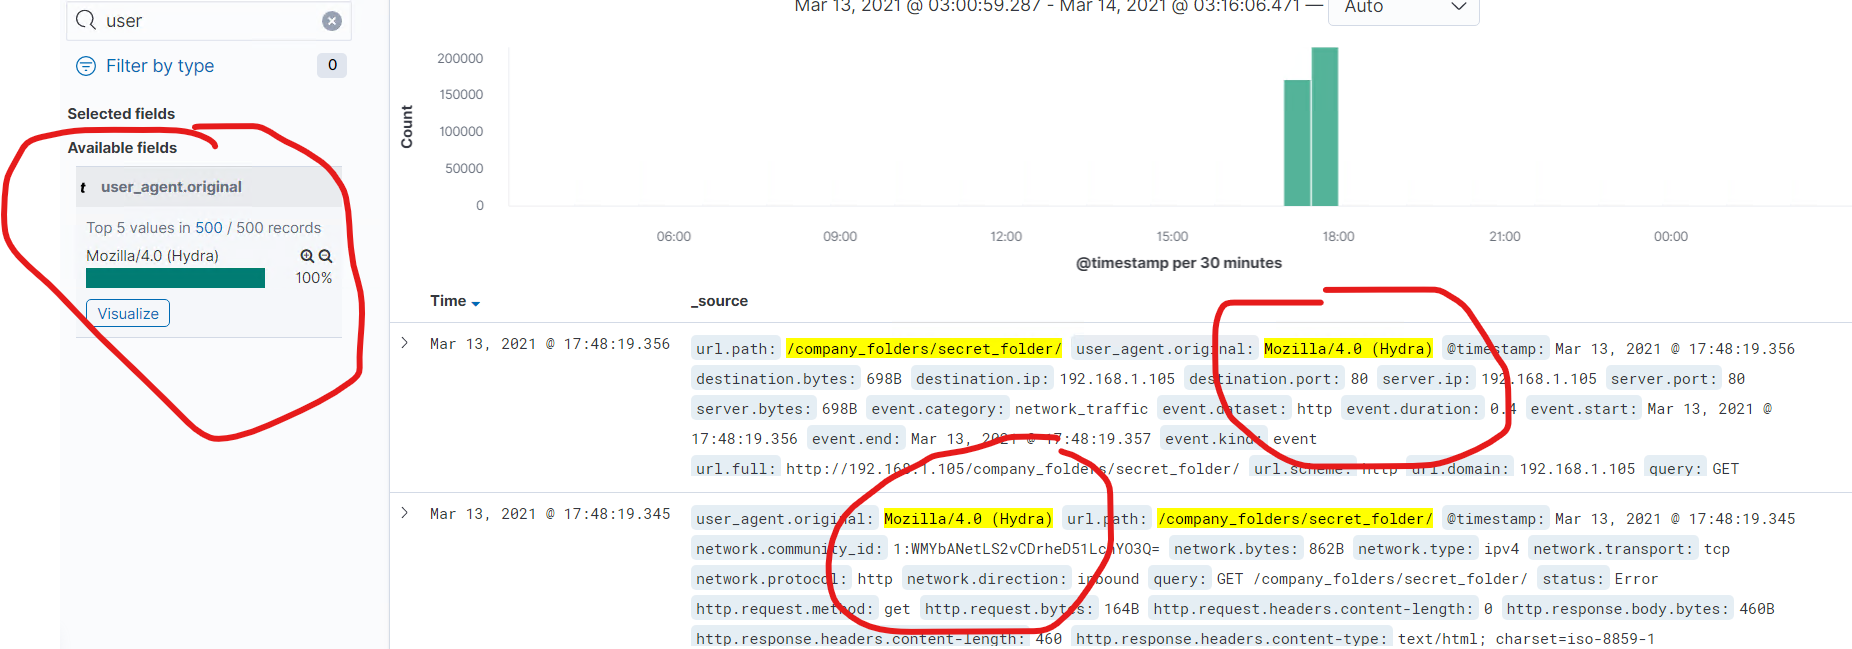 user
Filter by type 0
Selected fields
Available fields
t user_agent.original
Top 5 values in 500 / 500 records
Mozilla/4.0 (Hydra)
100%
Visualize
Mar 13, 2021 @ 03:00:59.287 - Mar 14, 2021 @ 03:16:06.471 — Auto
Count
200000
150000
100000
50000
0
06:00 09:00 12:00 15:00 18:00 21:00 00:00
@timestamp per 30 minutes
Time _source
Mar 13, 2021 @ 17:48:19.356
url.path: /company_folders/secret_folder/ user_agent.original: Mozilla/4.0 (Hydra) @timestamp: Mar 13, 2021 @ 17:48:19.356
destination.bytes: 698B destination.ip: 192.168.1.105 destination.port: 80 server.ip: 192.168.1.105 server.port: 80
server.bytes: 698B event.category: network_traffic event.dataset: http event.duration: 0.4 event.start: Mar 13, 2021 @
17:48:19.356 event.end: Mar 13, 2021 @ 17:48:19.357 event.kind: event
url.full: http://192.168.1.105/company_folders/secret_folder/ url.scheme: http url.domain: 192.168.1.105 query: GET
Mar 13, 2021 @ 17:48:19.345
user_agent.original: Mozilla/4.0 (Hydra) url.path: /company_folders/secret_folder/ @timestamp: Mar 13, 2021 @ 17:48:19.345
network.community_id: network.bytes: 862B network.type: ipv4 network.transport: tcp
network.protocol: http network.direction: inbound query: GET /company_folders/secret_folder/ status: Error
http.request.method: get http.request.bytes: 164B http.request.headers.content-length: 0 http.response.body.bytes: 460B
http.response.headers.content-length: 460 http.response.headers.content-type: text/html; charset=iso-8859-1